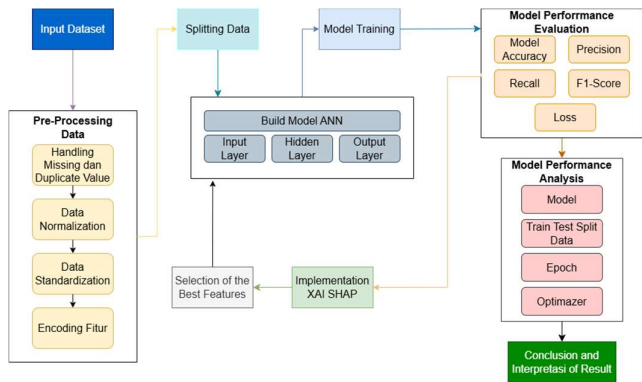 Input Dataset
Splitting Data
Model Training
Model Perforrmance
Evaluation
Model
Accuracy
Precision
Recall
F1-Score
Loss
Pre-Processing
Data
Handling
Missing dan
Duplicate Value
Data
Normalization
Data
Standardization
Encoding Fitur
Build Model ANN
Input
Layer
Hidden
Layer
Output
Layer
Selection of the
Best Features
Implementation
XAI SHAP
Model Performance
Analysis
Model
Train Test Split
Data
Epoch
Optimazer
Conclusion and
Interpretasi of Result